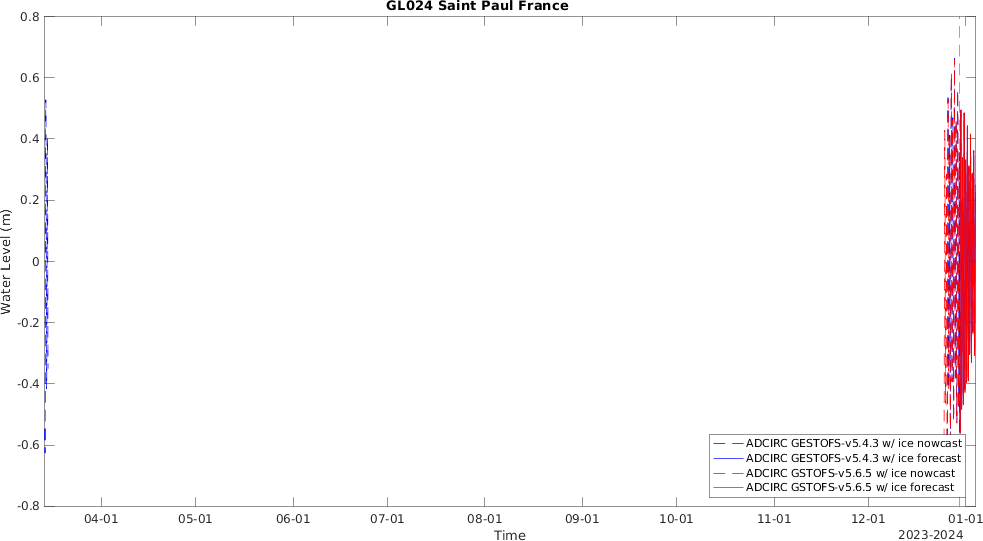 GL024 Saint Paul France
0.8
0.6
0.4
0.2
0
-0.2
-0.4
-0.6
-0.8
Water Level (m)
04-01 05-01 06-01 07-01 08-01 09-01 10-01 11-01 12-01 01-01
Time
2023-2024
ADCIRC GESTOFS-v5.4.3 w/ ice nowcast
ADCIRC GESTOFS-v5.4.3 w/ ice forecast
ADCIRC GSTOFS-v5.6.5 w/ ice nowcast
ADCIRC GSTOFS-v5.6.5 w/ ice forecast